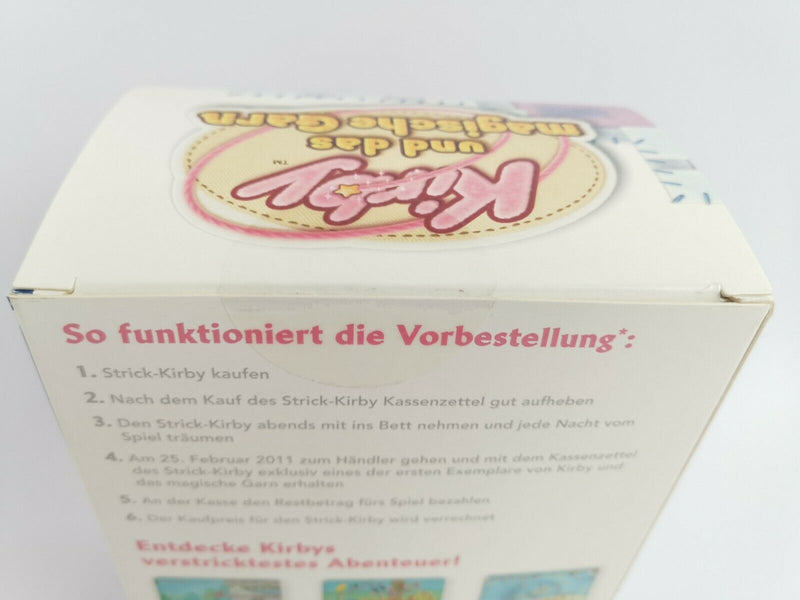 Kirby
TM
und das
magische Garn
So funktioniert die Vorbestellung*:
1. Strick-Kirby kaufen
2. Nach dem Kauf des Strick-Kirby Kassenzettel gut aufheben
3. Den Strick-Kirby abends mit ins Bett nehmen und jede Nacht vom
Spiel träumen
4. Am 25. Februar 2011 zum Händler gehen und mit dem Kassenzettel
des Strick-Kirby exklusiv eines der ersten Exemplare von Kirby und
das magische Garn erhalten
5. An der Kasse den Restbetrag fürs Spiel bezahlen
6. Der Kaufpreis für den Strick-Kirby wird verrechnet
Entdecke Kirbys
verstricktestes Abenteuer!